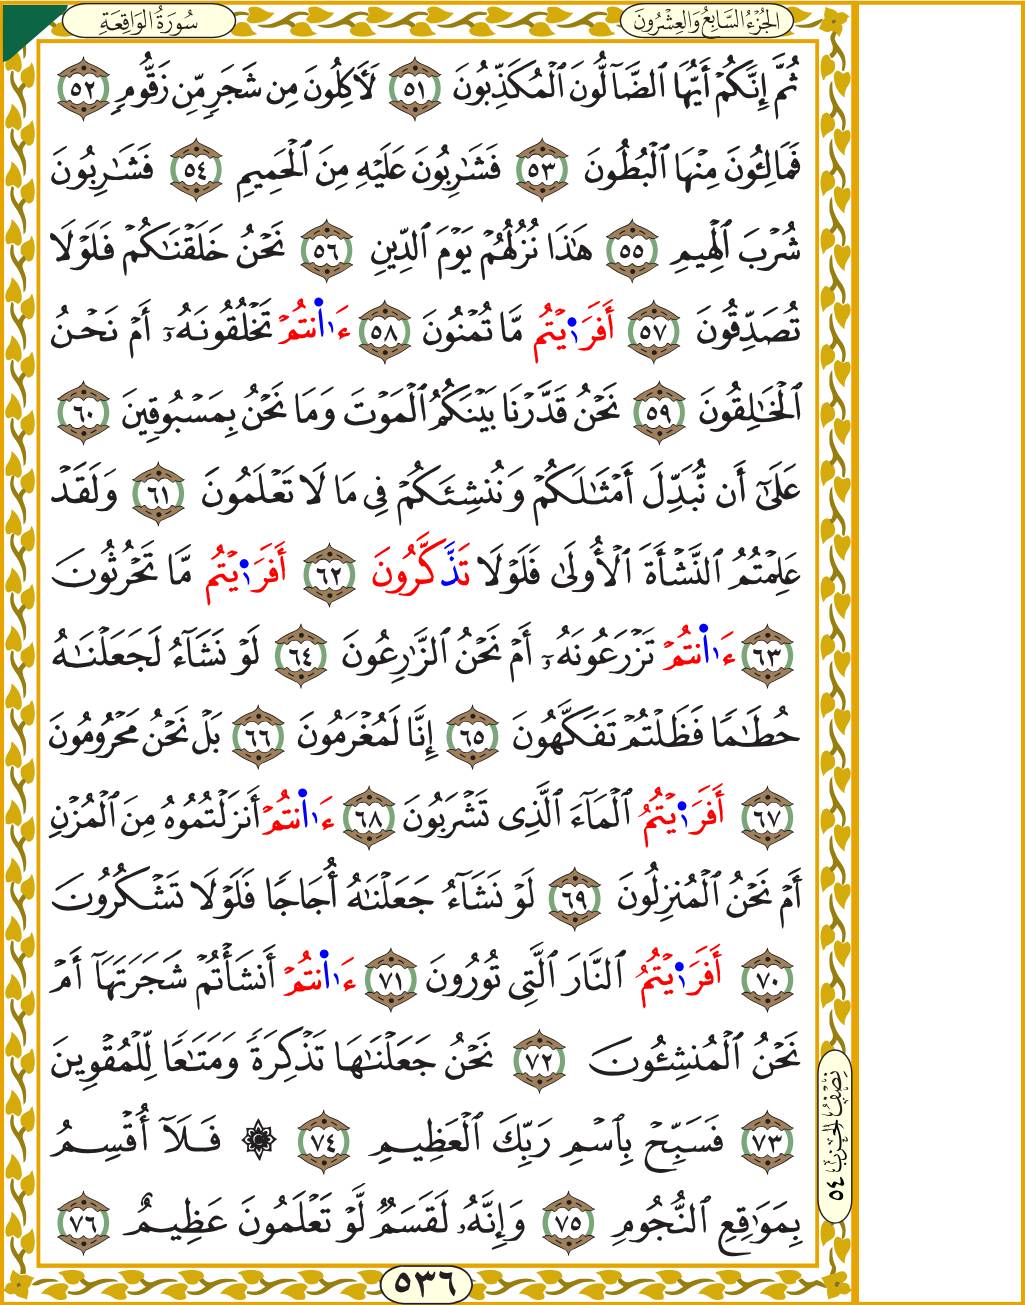 سُورَةُ الوَاقِعَةِ
الجُزْءُ السَّابِعُ وَالعِشْرُونَ
ثُمَّ إِنَّكُمْ أَيُّهَا ٱلضَّآلُّونَ ٱلْمُكَذِّبُونَ ٥١ لَأٓكِلُونَ مِن شَجَرٖ مِّن زَقُّومٖ ٥٢
فَمَالِـُٔونَ مِنْهَا ٱلْبُطُونَ ٥٣ فَشَٰرِبُونَ عَلَيْهِ مِنَ ٱلْحَمِيمِ ٥٤ فَشَٰرِبُونَ
شُرْبَ ٱلْهِيمِ ٥٥ هَٰذَا نُزُلُهُمْ يَوْمَ ٱلدِّينِ ٥٦ نَحْنُ خَلَقْنَٰكُمْ فَلَوْلَا
تُصَدِّقُونَ ٥٧ أَفَرَٰيْتُم مَّا تُمْنُونَ ٥٨ ءَا۬نتُمْ تَخْلُقُونَهُۥٓ أَمْ نَحْنُ
ٱلْخَٰلِقُونَ ٥٩ نَحْنُ قَدَّرْنَا بَيْنَكُمُ ٱلْمَوْتَ وَمَا نَحْنُ بِمَسْبُوقِينَ ٦٠
عَلَىٰٓ أَن نُّبَدِّلَ أَمْثَٰلَكُمْ وَنُنشِئَكُمْ فِى مَا لَا تَعْلَمُونَ ٦١ وَلَقَدْ
عَلِمْتُمُ ٱلنَّشْأَةَ ٱلْأُولَىٰ فَلَوْلَا تَذَّكَّرُونَ ٦٢ أَفَرَٰيْتُم مَّا تَحْرُثُونَ
٦٣ ءَا۬نتُمْ تَزْرَعُونَهُۥٓ أَمْ نَحْنُ ٱلزَّٰرِعُونَ ٦٤ لَوْ نَشَآءُ لَجَعَلْنَٰهُ
حُطَٰمٗا فَظَلْتُمْ تَفَكَّهُونَ ٦٥ إِنَّا لَمُغْرَمُونَ ٦٦ بَلْ نَحْنُ مَحْرُومُونَ
٦٧ أَفَرَٰيْتُمُ ٱلْمَآءَ ٱلَّذِى تَشْرَبُونَ ٦٨ ءَا۬نتُمْ أَنزَلْتُمُوهُ مِنَ ٱلْمُزْنِ
أَمْ نَحْنُ ٱلْمُنزِلُونَ ٦٩ لَوْ نَشَآءُ جَعَلْنَٰهُ أُجَاجٗا فَلَوْلَا تَشْكُرُونَ
٧٠ أَفَرَٰيْتُمُ ٱلنَّارَ ٱلَّتِى تُورُونَ ٧١ ءَا۬نتُمْ أَنشَأْتُمْ شَجَرَتَهَآ أَمْ
نَحْنُ ٱلْمُنشِـُٔونَ ٧٢ نَحْنُ جَعَلْنَٰهَا تَذْكِرَةٗ وَمَتَٰعٗا لِّلْمُقْوِينَ
٧٣ فَسَبِّحْ بِٱسْمِ رَبِّكَ ٱلْعَظِيمِ ٧٤ ۞ فَلَآ أُقْسِمُ
بِمَوَٰقِعِ ٱلنُّجُومِ ٧٥ وَإِنَّهُۥ لَقَسَمٞ لَّوْ تَعْلَمُونَ عَظِيمٌ ٧٦
نِصْفُ الحِزْبِ ٥٤
٥٣٦